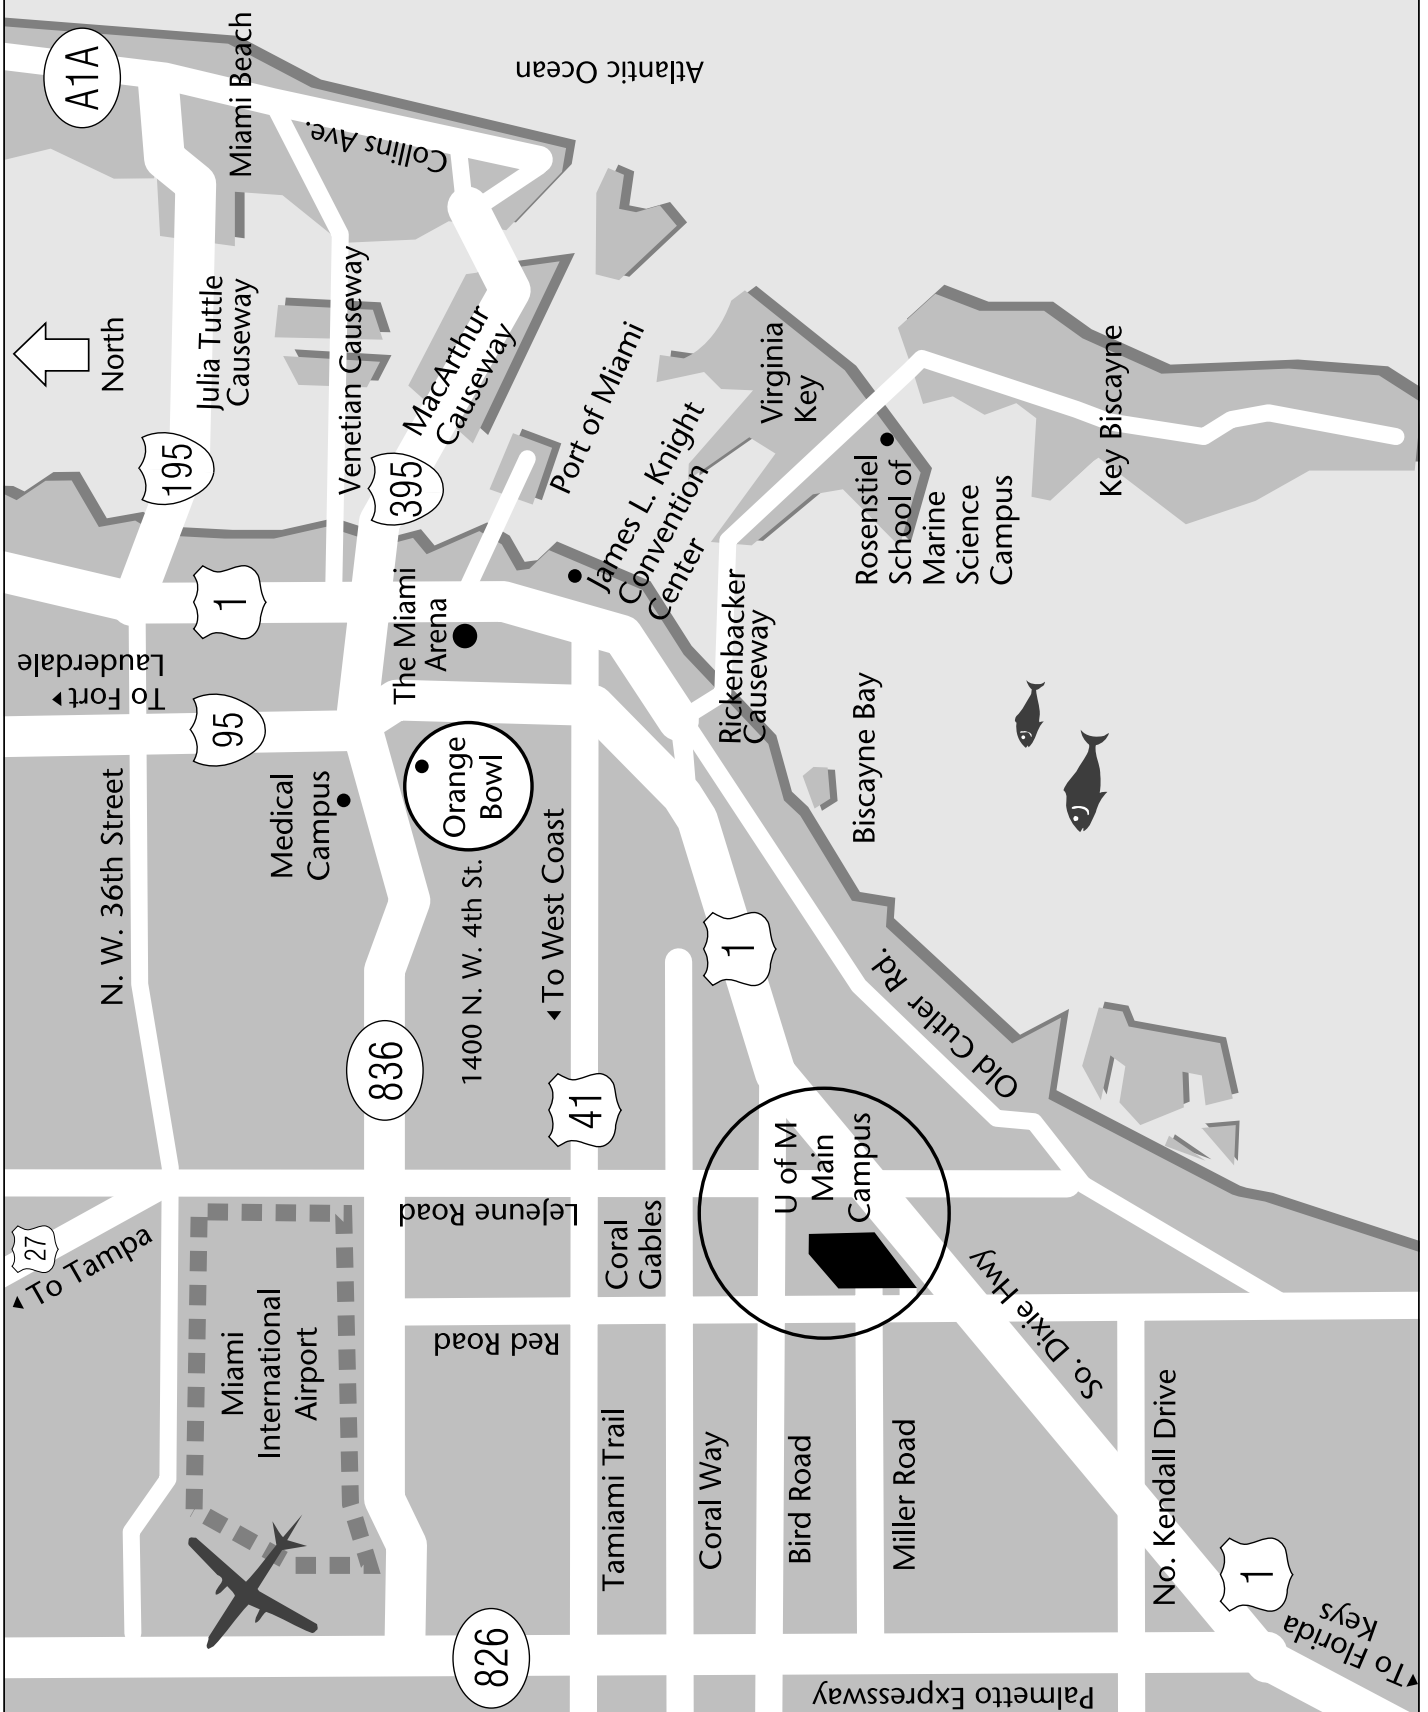 North
A1A
Miami Beach
Collins Ave.
Atlantic Ocean
Julia Tuttle
Causeway
Venetian Causeway
MacArthur
Causeway
195
395
Port of Miami
James L. Knight
Convention
Center
Virginia
Key
Rosenstiel
School of
Marine
Science
Campus
Key Biscayne
Rickenbacker
Causeway
Biscayne Bay
1
The Miami
Arena
To Fort
Lauderdale
95
Medical
Campus
Orange
Bowl
1400 N. W. 4th St.
N. W. 36th Street
To West Coast
836
41
1
Old Cutler Rd.
27
To Tampa
LeJeune Road
Coral
Gables
U of M
Main
Campus
Miami
International
Airport
Red Road
So. Dixie Hwy
Tamiami Trail
Coral Way
Bird Road
Miller Road
No. Kendall Drive
826
Palmetto Expressway
1
To Florida
Keys